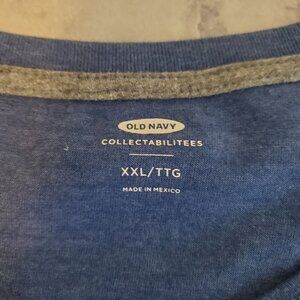 OLD NAVY
COLLECTABILITEES
XXL/TTG
MADE IN MEXICO